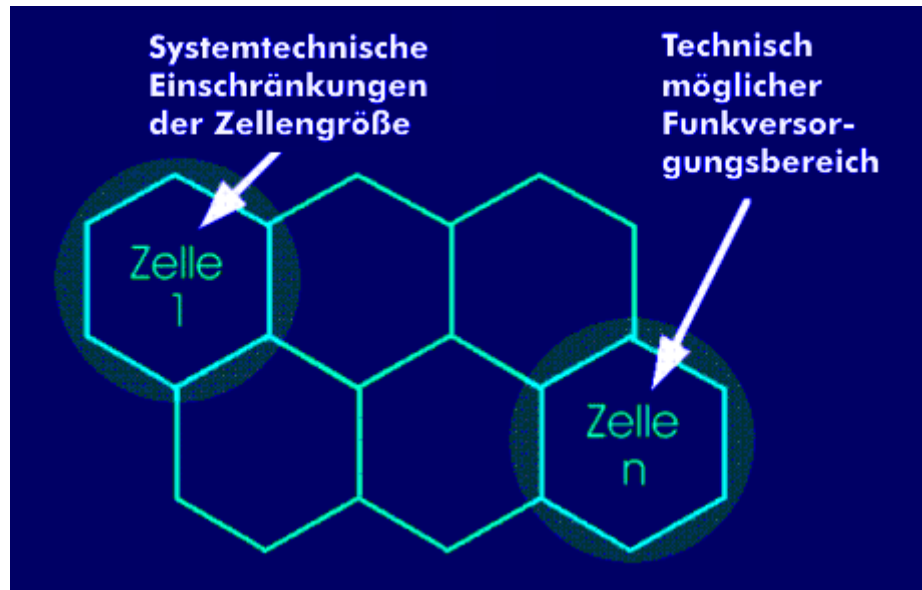 Systemtechnische
Einschränkungen
der Zellengröße
Technisch
möglicher
Funkversor-
gungsbereich
Zelle
1
Zelle
n